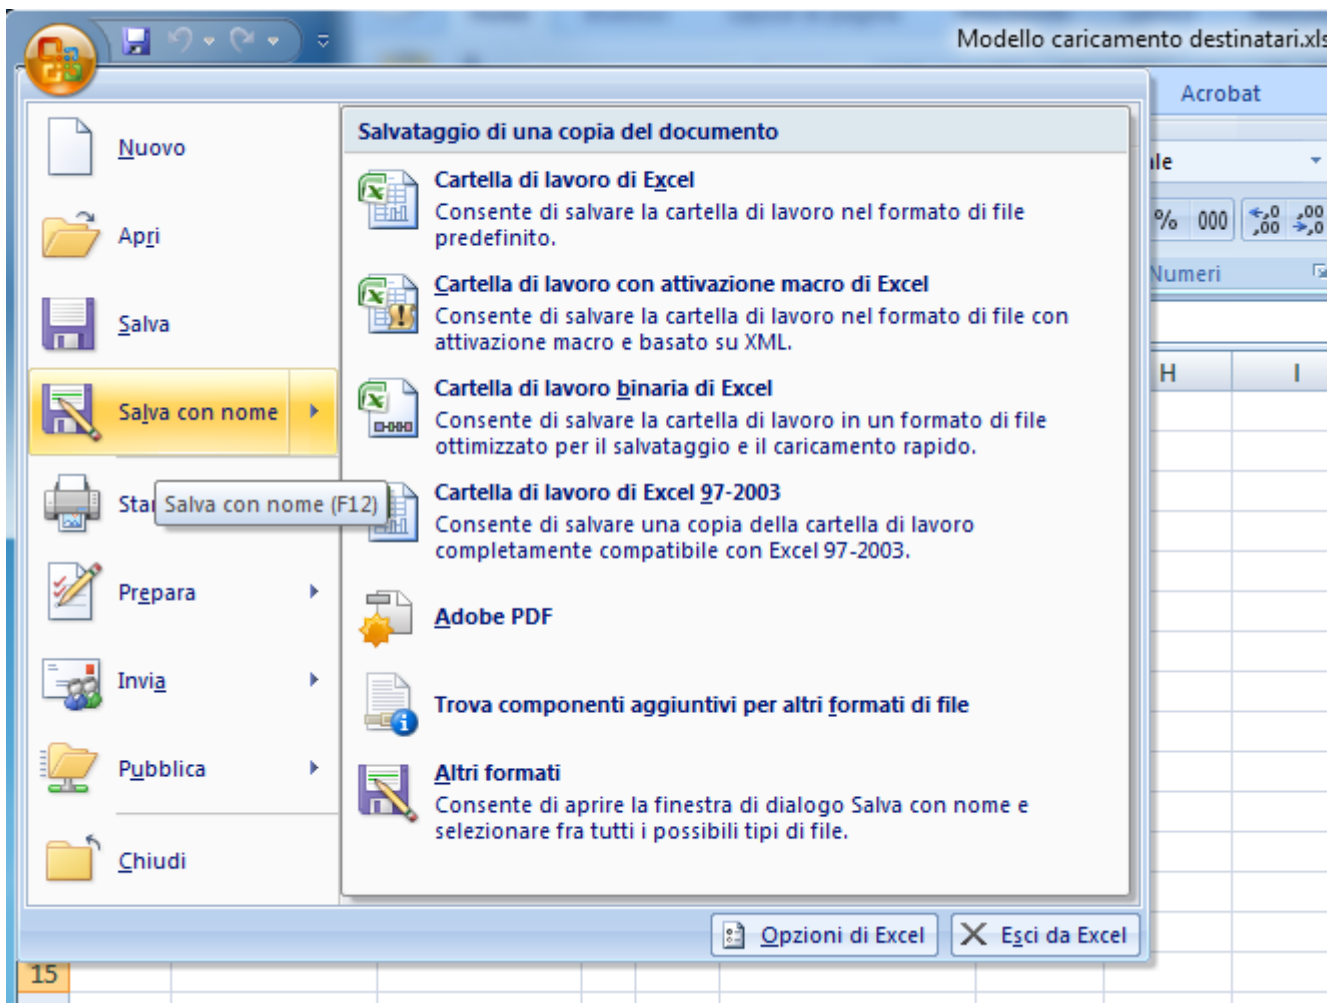 Modello caricamento destinatari.xls
Acrobat
Nuovo
Apri
Salva
Salva con nome
Salva con nome (F12)
Prepara
Invia
Pubblica
Chiudi
Salvataggio di una copia del documento
Cartella di lavoro di Excel
Consente di salvare la cartella di lavoro nel formato di file
predefinito.
Cartella di lavoro con attivazione macro di Excel
Consente di salvare la cartella di lavoro nel formato di file con
attivazione macro e basato su XML.
Cartella di lavoro binaria di Excel
Consente di salvare la cartella di lavoro in un formato di file
ottimizzato per il salvataggio e il caricamento rapido.
Cartella di lavoro di Excel 97-2003
Consente di salvare una copia della cartella di lavoro
completamente compatibile con Excel 97-2003.
Adobe PDF
Trova componenti aggiuntivi per altri formati di file
Altri formati
Consente di aprire la finestra di dialogo Salva con nome e
selezionare fra tutti i possibili tipi di file.
Opzioni di Excel
Esci da Excel
% 000
Numeri
H I
15